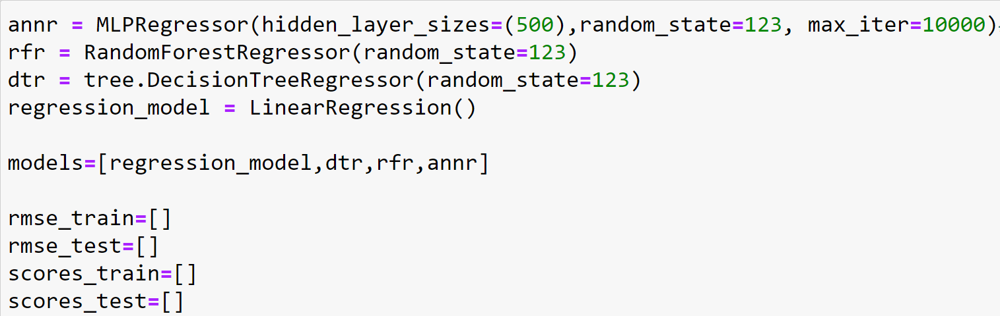 annr = MLPRegressor(hidden_layer_sizes=(500),random_state=123, max_iter=10000)
rfr = RandomForestRegressor(random_state=123)
dtr = tree.DecisionTreeRegressor(random_state=123)
regression_model = LinearRegression()
models=[regression_model,dtr,rfr,annr]
rmse_train=[]
rmse_test=[]
scores_train=[]
scores_test=[]